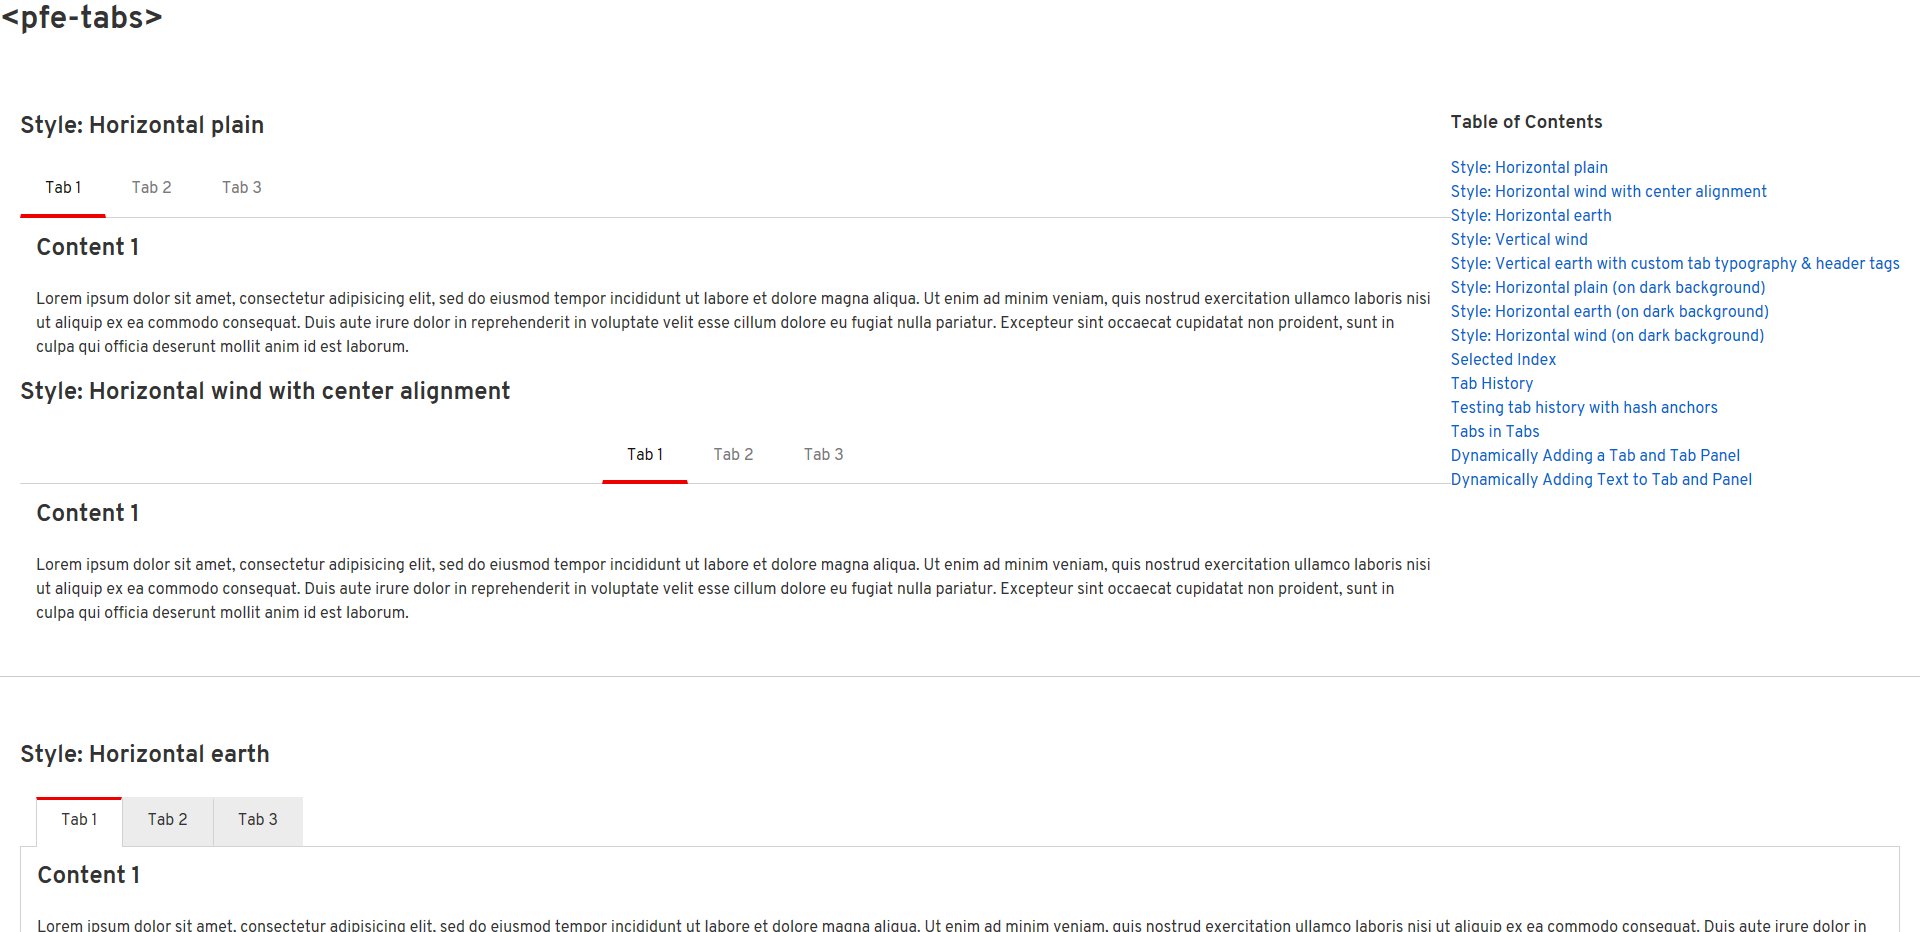 <pfe-tabs>
Style: Horizontal plain
Tab 1 Tab 2 Tab 3
Content 1
Lorem ipsum dolor sit amet, consectetur adipisicing elit, sed do eiusmod tempor incididunt ut labore et dolore magna aliqua. Ut enim ad minim veniam, quis nostrud exercitation ullamco laboris nisi
ut aliquip ex ea commodo consequat. Duis aute irure dolor in reprehenderit in voluptate velit esse cillum dolore eu fugiat nulla pariatur. Excepteur sint occaecat cupidatat non proident, sunt in
culpa qui officia deserunt mollit anim id est laborum.
Style: Horizontal wind with center alignment
Tab 1 Tab 2 Tab 3
Content 1
Lorem ipsum dolor sit amet, consectetur adipisicing elit, sed do eiusmod tempor incididunt ut labore et dolore magna aliqua. Ut enim ad minim veniam, quis nostrud exercitation ullamco laboris nisi
ut aliquip ex ea commodo consequat. Duis aute irure dolor in reprehenderit in voluptate velit esse cillum dolore eu fugiat nulla pariatur. Excepteur sint occaecat cupidatat non proident, sunt in
culpa qui officia deserunt mollit anim id est laborum.
Table of Contents
Style: Horizontal plain
Style: Horizontal wind with center alignment
Style: Horizontal earth
Style: Vertical wind
Style: Vertical earth with custom tab typography & header tags
Style: Horizontal plain (on dark background)
Style: Horizontal earth (on dark background)
Style: Horizontal wind (on dark background)
Selected Index
Tab History
Testing tab history with hash anchors
Tabs in Tabs
Dynamically Adding a Tab and Tab Panel
Dynamically Adding Text to Tab and Panel
Style: Horizontal earth
Tab 1 Tab 2 Tab 3
Content 1
Lorem ipsum dolor sit amet, consectetur adipisicing elit, sed do eiusmod tempor incididunt ut labore et dolore magna aliqua. Ut enim ad minim veniam, quis nostrud exercitation ullamco laboris nisi ut aliquip ex ea commodo consequat. Duis aute irure dolor in